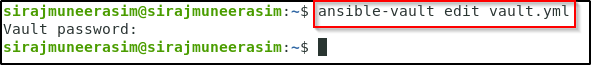 sirajmuneerasim@sirajmuneerasim:~$ ansible-vault edit vault.yml
Vault password:
sirajmuneerasim@sirajmuneerasim:~$